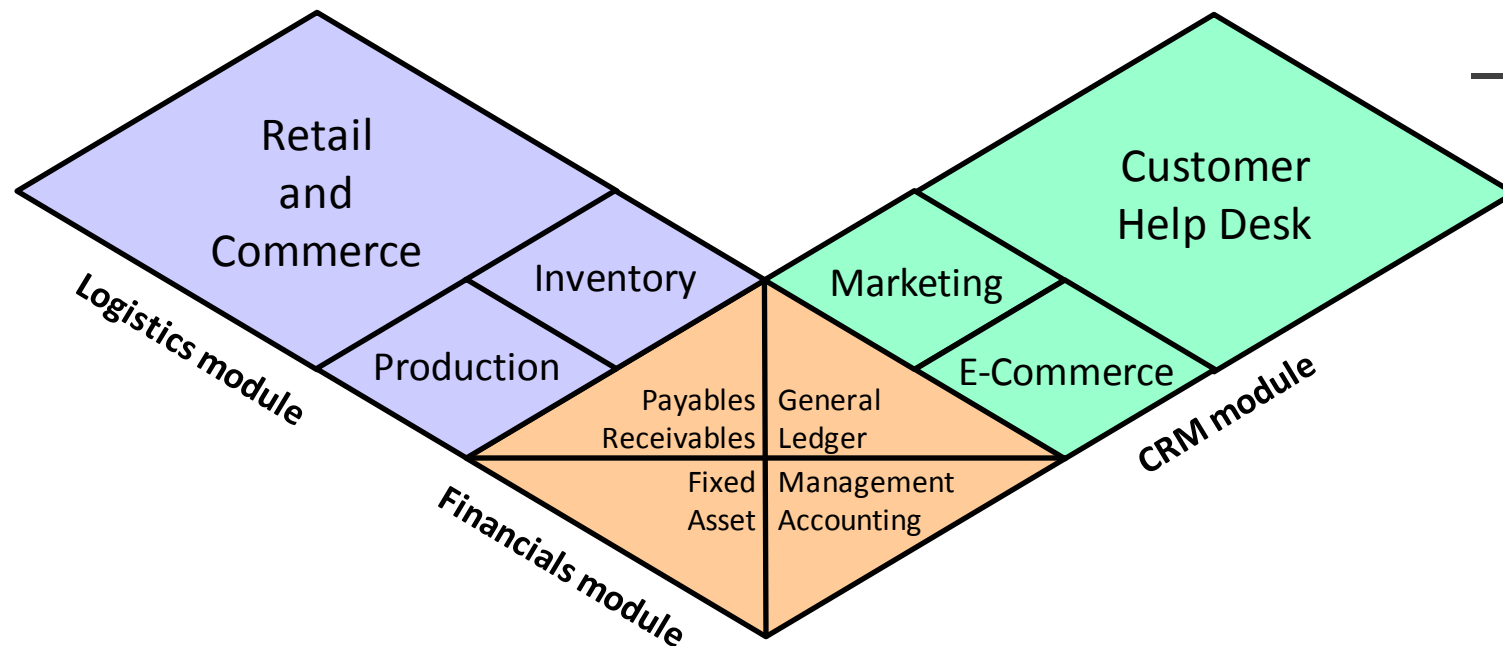 Retail
and
Commerce
Inventory
Production
Logistics module
Customer
Help Desk
Marketing
E-Commerce
CRM module
Payables
Receivables
General
Ledger
Fixed
Asset
Management
Accounting
Financials module